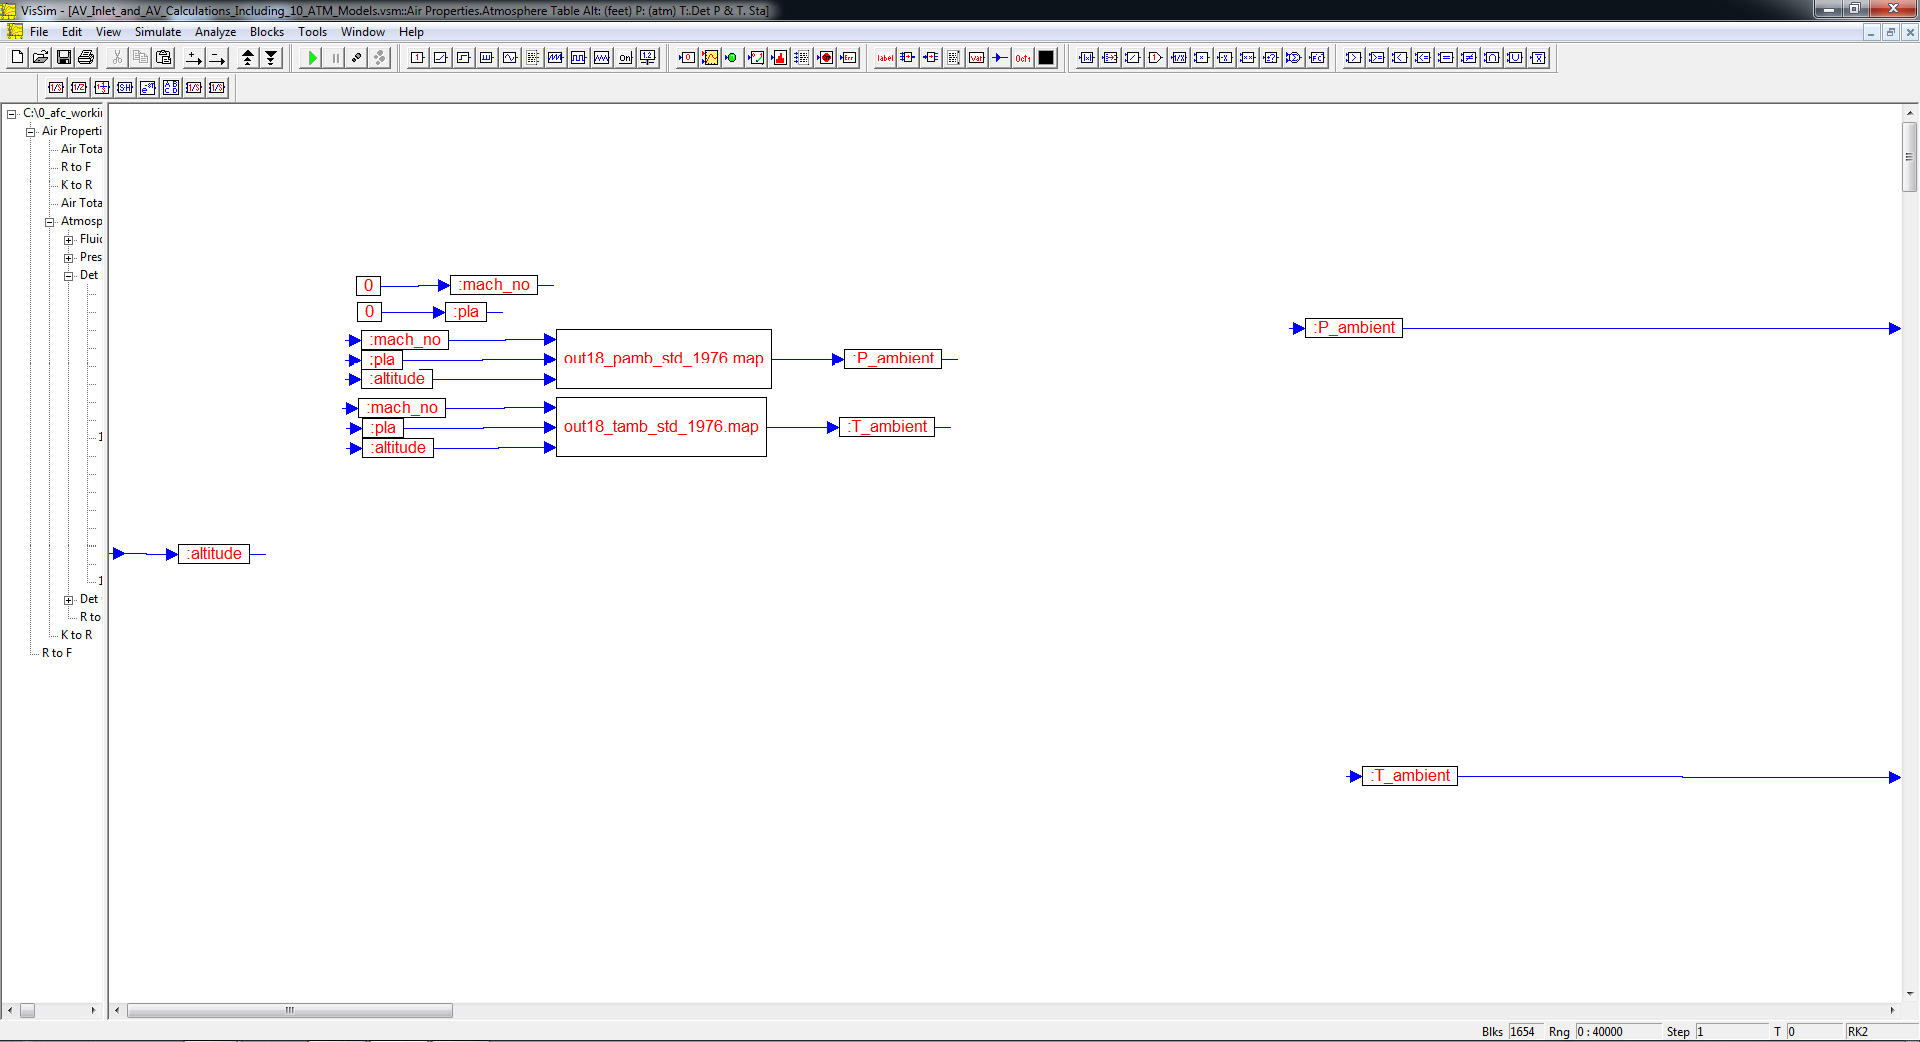 VisSim - [AV_Inlet_and_AV_Calculations_Including_10_ATM_Models.vsm::Air Properties.Atmosphere Table Alt: (feet) P: (atm) T:.Det P & T. Sta]
File Edit View Simulate Analyze Blocks Tools Window Help
C:\0_afc_worki
Air Properti
Air Tota
R to F
K to R
Air Tota
Atmosp
Fluid
Pres
Det
1
1
Det
R to
K to R
R to F
0 :mach_no
0 :pla
:mach_no
:pla
:altitude
out18_pamb_std_1976.map
:P_ambient
:mach_no
:pla
:altitude
out18_tamb_std_1976.map
:T_ambient
:altitude
:P_ambient
:T_ambient
Blks 1654 Rng 0 : 40000 Step 1 T 0 RK2